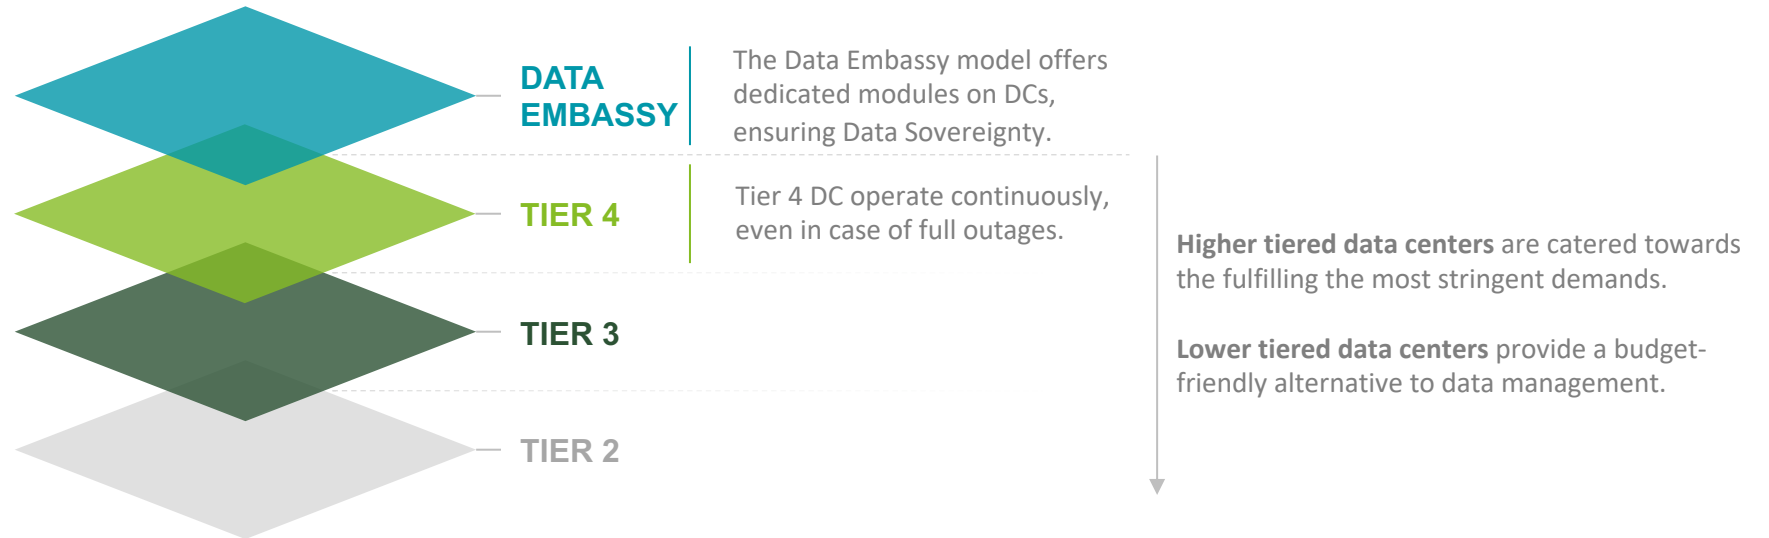 DATA
EMBASSY
The Data Embassy model offers
dedicated modules on DCs,
ensuring Data Sovereignty.
TIER 4
Tier 4 DC operate continuously,
even in case of full outages.
TIER 3
TIER 2
Higher tiered data centers are catered towards
the fulfilling the most stringent demands.
Lower tiered data centers provide a budget-
friendly alternative to data management.